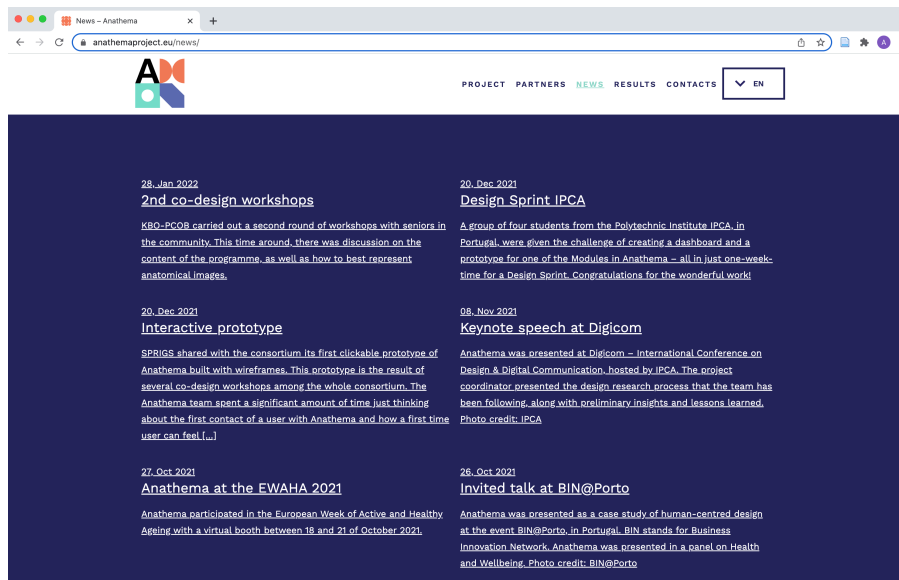 News – Anathema
anathemaproject.eu/news/
A
PROJECT PARTNERS NEWS RESULTS CONTACTS EN
28, Jan 2022
2nd co-design workshops
KBO-PCOB carried out a second round of workshops with seniors in
the community. This time around, there was discussion on the
content of the programme, as well as how to best represent
anatomical images.
20, Dec 2021
Design Sprint IPCA
A group of four students from the Polytechnic Institute IPCA, in
Portugal, were given the challenge of creating a dashboard and a
prototype for one of the Modules in Anathema – all in just one-week-
time for a Design Sprint. Congratulations for the wonderful work!
20, Dec 2021
Interactive prototype
SPRIGS shared with the consortium its first clickable prototype of
Anathema built with wireframes. This prototype is the result of
several co-design workshops among the whole consortium. The
Anathema team spent a significant amount of time just thinking
about the first contact of a user with Anathema and how a first time
user can feel [...]
08, Nov 2021
Keynote speech at Digicom
Anathema was presented at Digicom – International Conference on
Design & Digital Communication, hosted by IPCA. The project
coordinator presented the design research process that the team has
been following, along with preliminary insights and lessons learned.
Photo credit: IPCA
27, Oct 2021
Anathema at the EWAHA 2021
Anathema participated in the European Week of Active and Healthy
Ageing with a virtual booth between 18 and 21 of October 2021.
26, Oct 2021
Invited talk at BIN@Porto
Anathema was presented as a case study of human-centred design
at the event BIN@Porto, in Portugal. BIN stands for Business
Innovation Network. Anathema was presented in a panel on Health
and Wellbeing. Photo credit: BIN@Porto